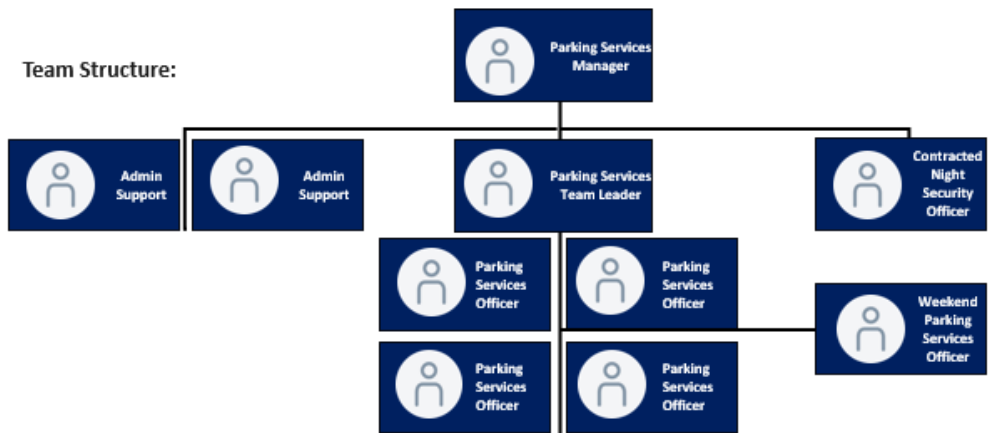 Team Structure:
Parking Services
Manager
Admin
Support
Admin
Support
Parking Services
Team Leader
Contracted
Night
Security
Officer
Parking
Services
Officer
Parking
Services
Officer
Weekend
Parking
Services
Officer
Parking
Services
Officer
Parking
Services
Officer